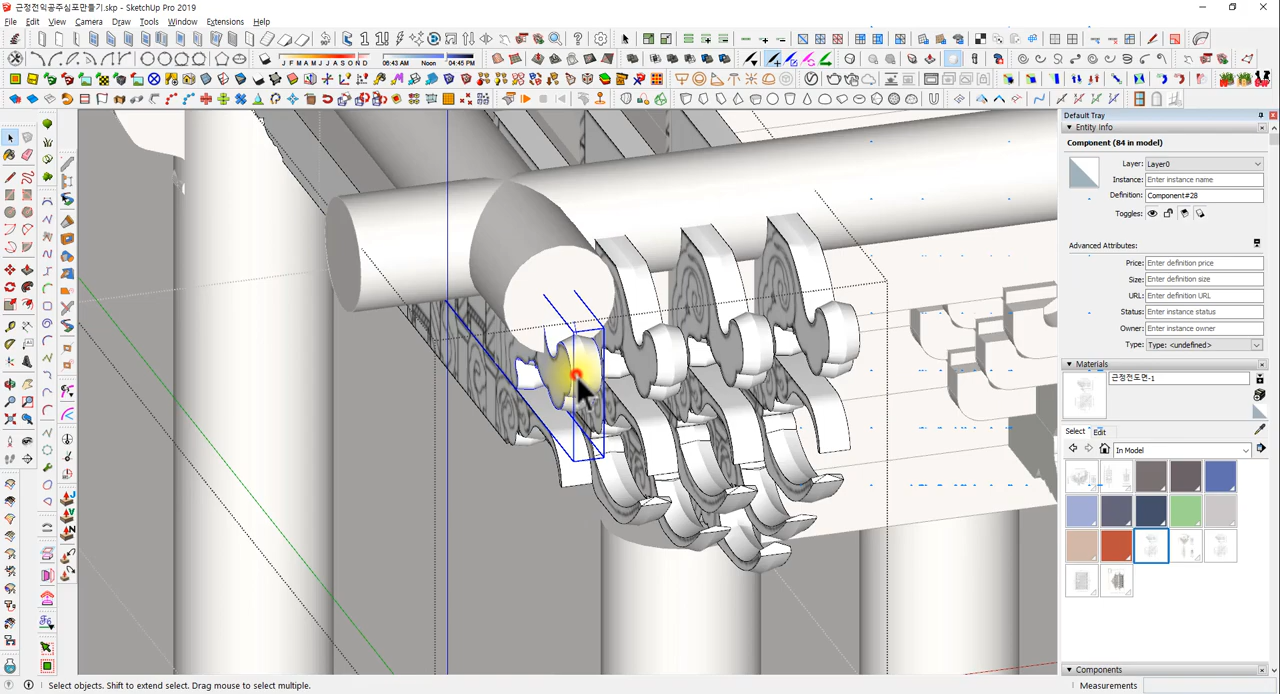 근정전익공주심포만들기.skp - SketchUp Pro 2019
File Edit View Camera Draw Tools Window Extensions Help
J F M A M J J A S O N D 06:43 AM Noon 04:45 PM
Default Tray
Entity Info
Component (84 in model)
Layer: Layer0
Instance: Enter instance name
Definition: Component#28
Toggles:
Advanced Attributes:
Price: Enter definition price
Size: Enter definition size
URL: Enter definition URL
Status: Enter definition status
Owner: Enter definition owner
Type: Type: <undefined>
Materials
근정전도면-1
Select Edit
In Model
Components
Select objects. Shift to extend select. Drag mouse to select multiple.
Measurements